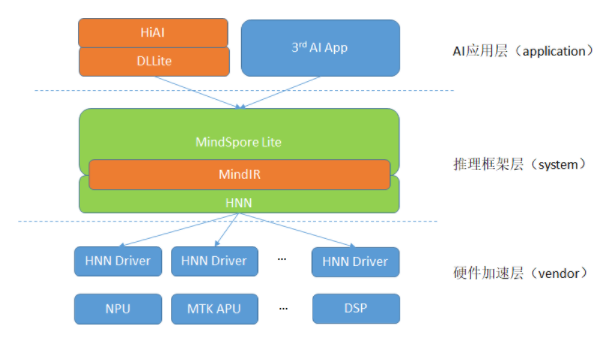 HiAI
DLLite
3rd AI App
AI应用层（application）
MindSpore Lite
MindIR
HNN
推理框架层（system）
HNN Driver
HNN Driver
...
HNN Driver
硬件加速层（vendor）
NPU
MTK APU
...
DSP